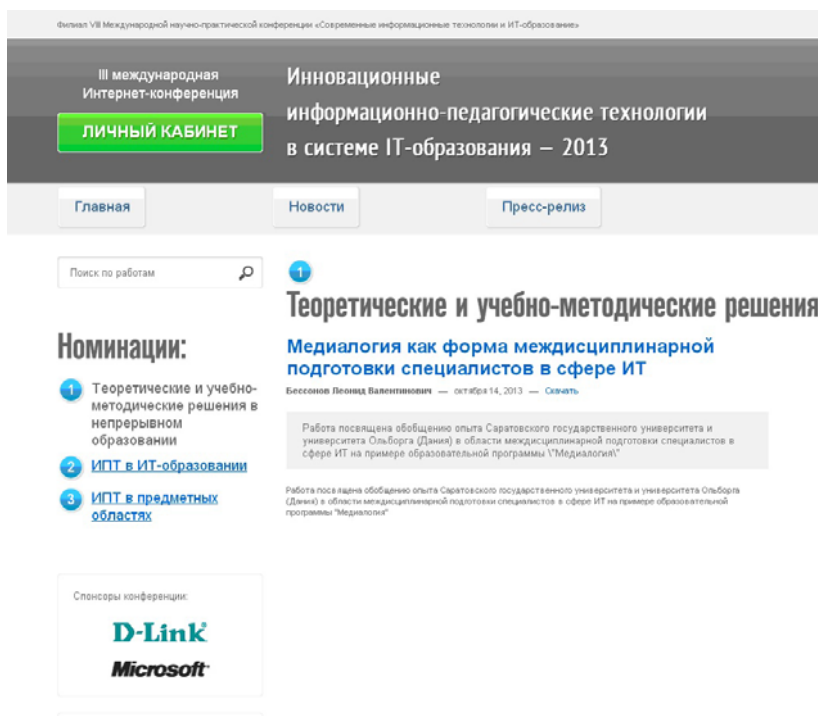 Филиал VIII Международной научно-практической конференции «Современные информационные технологии и ИТ-образование»
III международная
Интернет-конференция
ЛИЧНЫЙ КАБИНЕТ
Инновационные
информационно-педагогические технологии
в системе IT-образования — 2013
Главная
Новости
Пресс-релиз
Поиск по работам
Номинации:
1 Теоретические и учебно-
методические решения в
непрерывном
образовании
2 ИПТ в ИТ-образовании
3 ИПТ в предметных
областях
Спонсоры конференции:
D-Link
Microsoft
1
Теоретические и учебно-методические решения
Медиалогия как форма междисциплинарной
подготовки специалистов в сфере ИТ
Бессонов Леонид Валентинович — октября 14, 2013 — Скачать
Работа посвящена обобщению опыта Саратовского государственного университета и
университета Ольборга (Дания) в области междисциплинарной подготовки специалистов в
сфере ИТ на примере образовательной программы \"Медиалогия\"
Работа посвящена обобщению опыта Саратовского государственного университета и университета Ольборга
(Дания) в области междисциплинарной подготовки специалистов в сфере ИТ на примере образовательной
программы "Медиалогия"